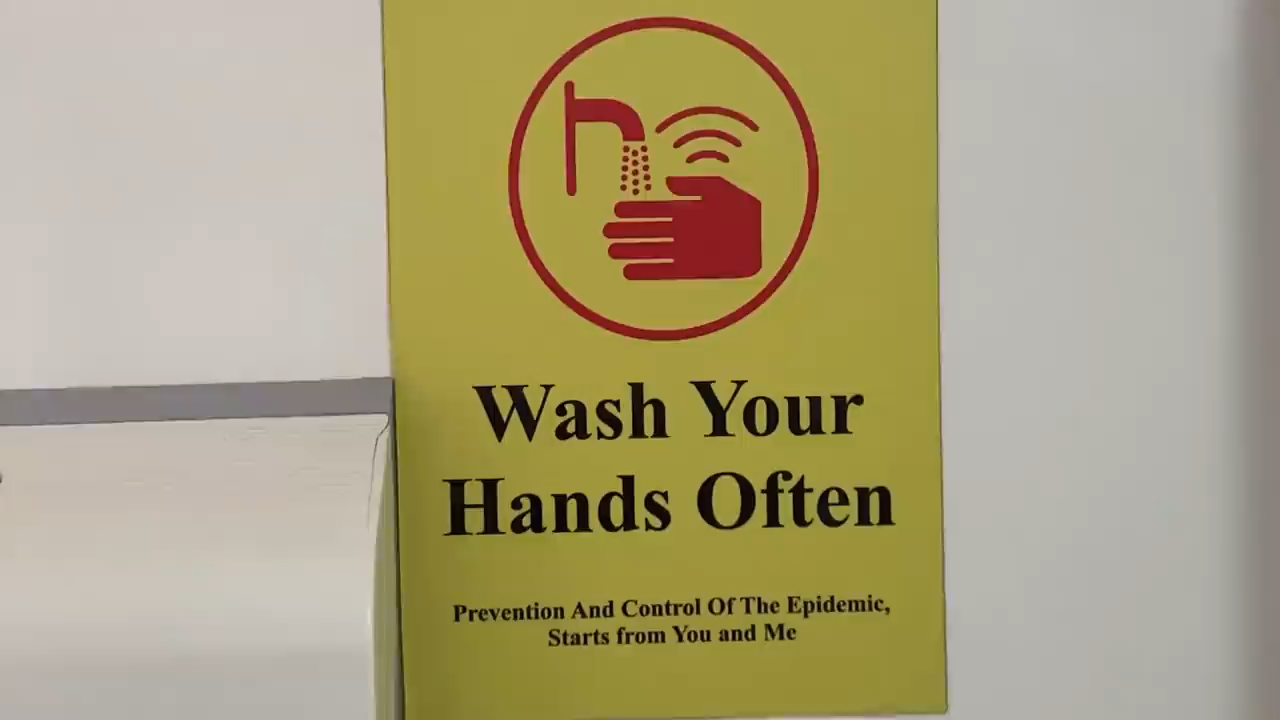 Wash Your
Hands Often
Prevention And Control Of The Epidemic,
Starts from You and Me